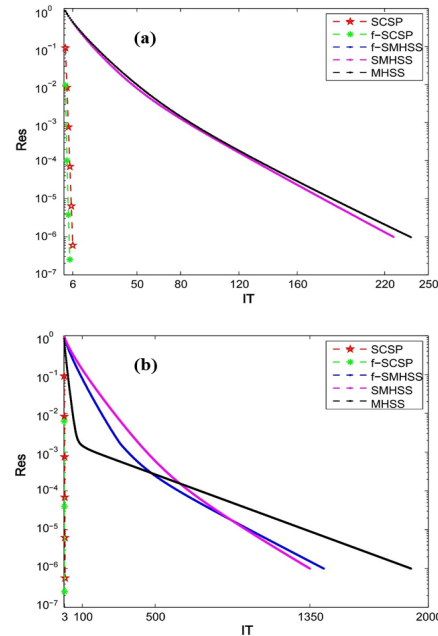 (a)
SCSP
f-SCSP
f-SMHSS
SMHSS
MHSS
Res
10^0
10^-1
10^-2
10^-3
10^-4
10^-5
10^-6
10^-7
6 50 80 120 160 220 250
IT
(b)
SCSP
f-SCSP
f-SMHSS
SMHSS
MHSS
Res
10^0
10^-1
10^-2
10^-3
10^-4
10^-5
10^-6
10^-7
3 100 500 1350 2000
IT